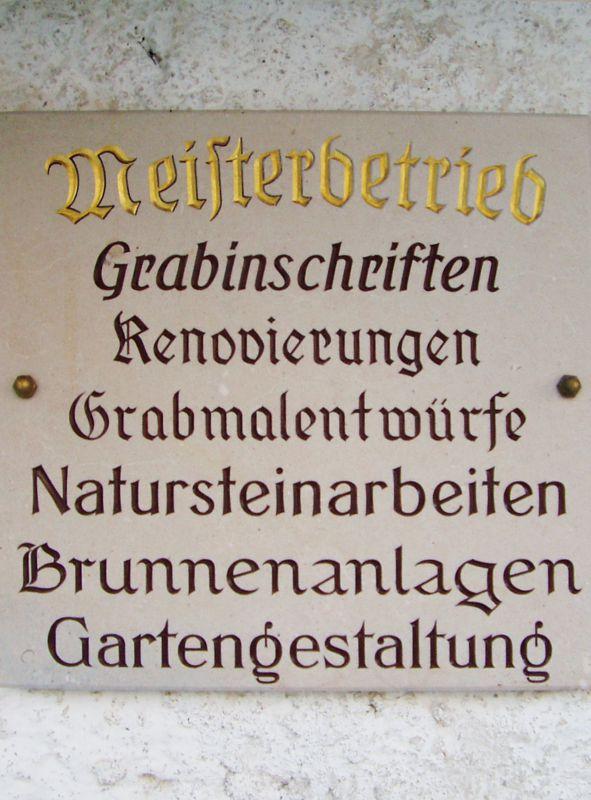 Meiſterbetrieb
Grabinschriften
Renovierungen
Grabmalentwürfe
Natursteinarbeiten
Brunnenanlagen
Gartengestaltung